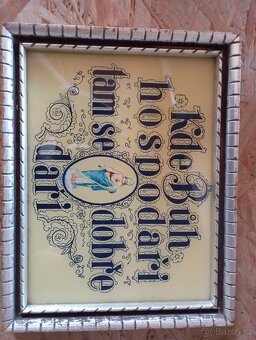 Kde Bůh
hospodaří
tam se dobře
daří